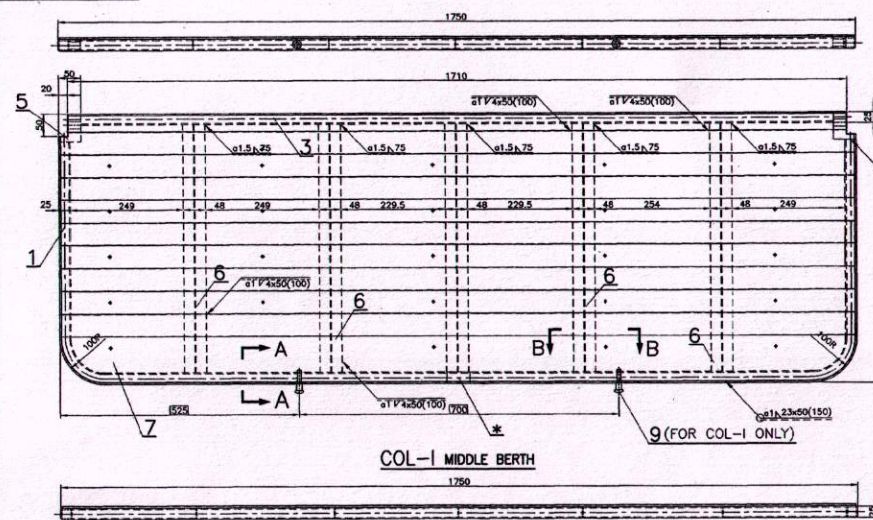 1750
50
1710
20
a1 V 4x50(100)
a1 V 4x50(100)
5
50
25
a1.5 75
3
a1.5 75
a1.5 75
a1.5 75
a1.5 75
25
249
48
249
48
229.5
48
229.5
48
254
48
249
1
6
a1 V 4x50(100)
6
6
A
B
B
6
100R
100R
A
525
a1 V 4x50(100)
700
a1 23x50(150)
7
*
9 (FOR COL-I ONLY)
COL-I MIDDLE BERTH
1750